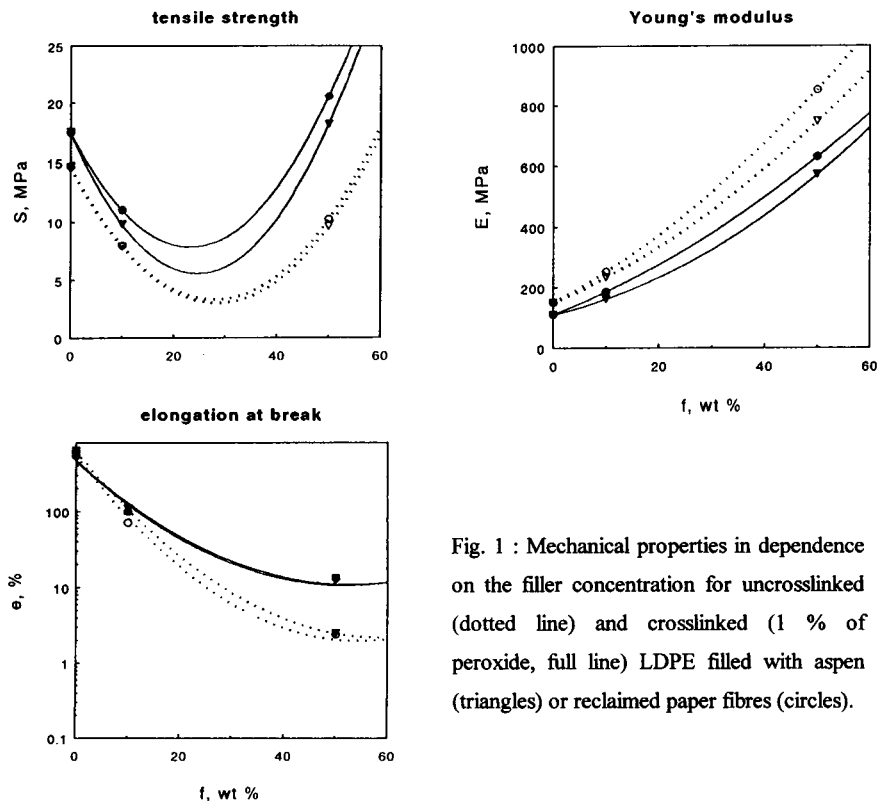 tensile strength
25
20
15
10
5
0
S, MPa
0 20 40 60
Young's modulus
1000
800
600
400
200
0
E, MPa
0 20 40 60
f, wt %
elongation at break
100
10
1
0.1
e, %
0 20 40 60
f, wt %
Fig. 1 : Mechanical properties in dependence
on the filler concentration for uncrosslinked
(dotted line) and crosslinked (1 % of
peroxide, full line) LDPE filled with aspen
(triangles) or reclaimed paper fibres (circles).